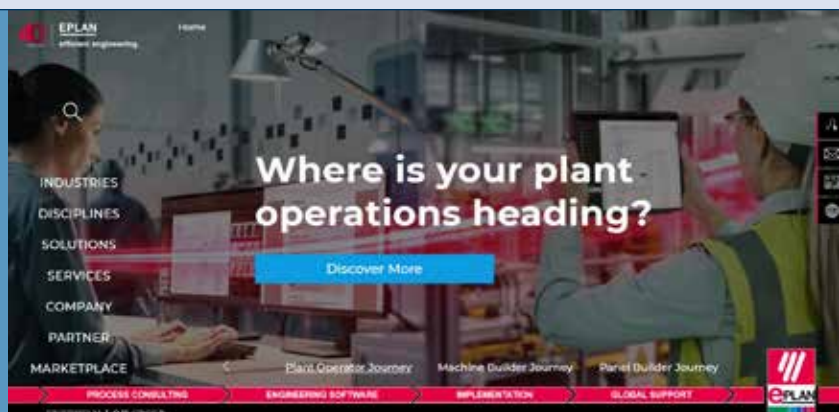 40
EPLAN
efficient engineering
Home
INDUSTRIES
DISCIPLINES
SOLUTIONS
SERVICES
COMPANY
PARTNER
MARKETPLACE
Where is your plant
operations heading?
Discover More
Plant Operator Journey
Machine Builder Journey
Panel Builder Journey
PROCESS CONSULTING
ENGINEERING SOFTWARE
IMPLEMENTATION
GLOBAL SUPPORT
ePLAN